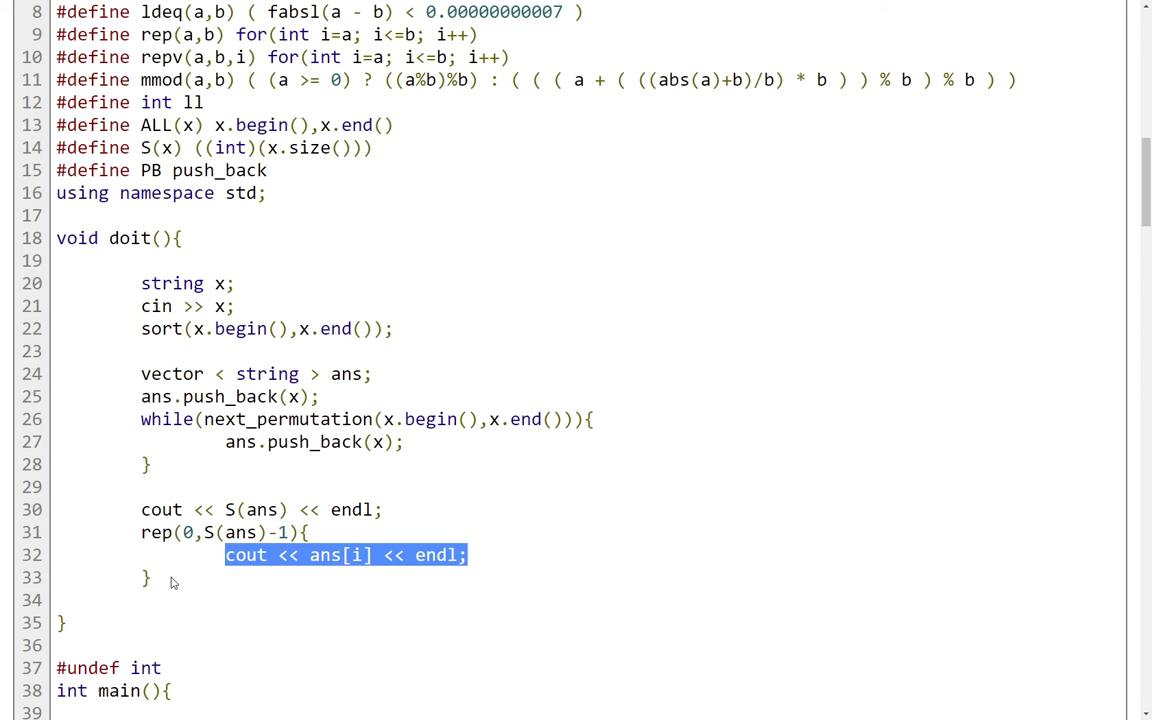 8 #define ldeq(a,b) ( fabsl(a - b) < 0.00000000007 )
9 #define rep(a,b) for(int i=a; i<=b; i++)
10 #define repv(a,b,i) for(int i=a; i<=b; i++)
11 #define mmod(a,b) ( (a >= 0) ? ((a%b)%b) : ( ( ( a + ( ((abs(a)+b)/b) * b ) ) % b ) % b ) )
12 #define int ll
13 #define ALL(x) x.begin(),x.end()
14 #define S(x) ((int)(x.size()))
15 #define PB push_back
16 using namespace std;
17
18 void doit(){
19
20 string x;
21 cin >> x;
22 sort(x.begin(),x.end());
23
24 vector < string > ans;
25 ans.push_back(x);
26 while(next_permutation(x.begin(),x.end())){
27 ans.push_back(x);
28 }
29
30 cout << S(ans) << endl;
31 rep(0,S(ans)-1){
32 cout << ans[i] << endl;
33 }
34
35 }
36
37 #undef int
38 int main(){
39